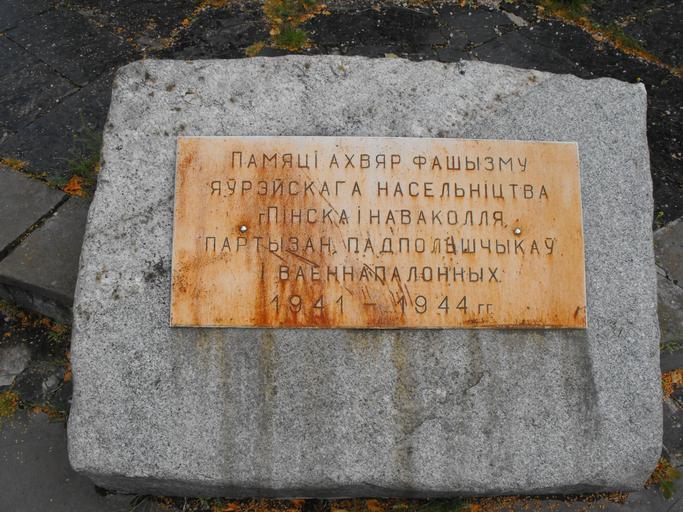 ПАМЯЦІ АХВЯР ФАШЫЗМУ
ЯЎРЭЙСКАГА НАСЕЛЬНІЦТВА
г.ПІНСКА І НАВАКОЛЛЯ,
ПАРТЫЗАН, ПАДПОЛЬШЧЫКАЎ
І ВАЕННАПАЛОННЫХ.
1941 – 1944 гг.